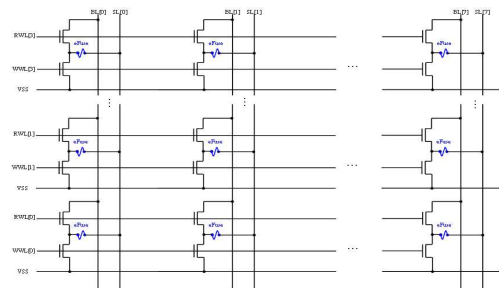 BL[0] SL[0] BL[1] SL[1] BL[7] SL[7]
RWL[3]
eFuse eFuse eFuse
WWL[3]
...
VSS
RWL[1]
eFuse eFuse eFuse
WWL[1]
...
VSS
RWL[0]
eFuse eFuse eFuse
WWL[0]
...
VSS